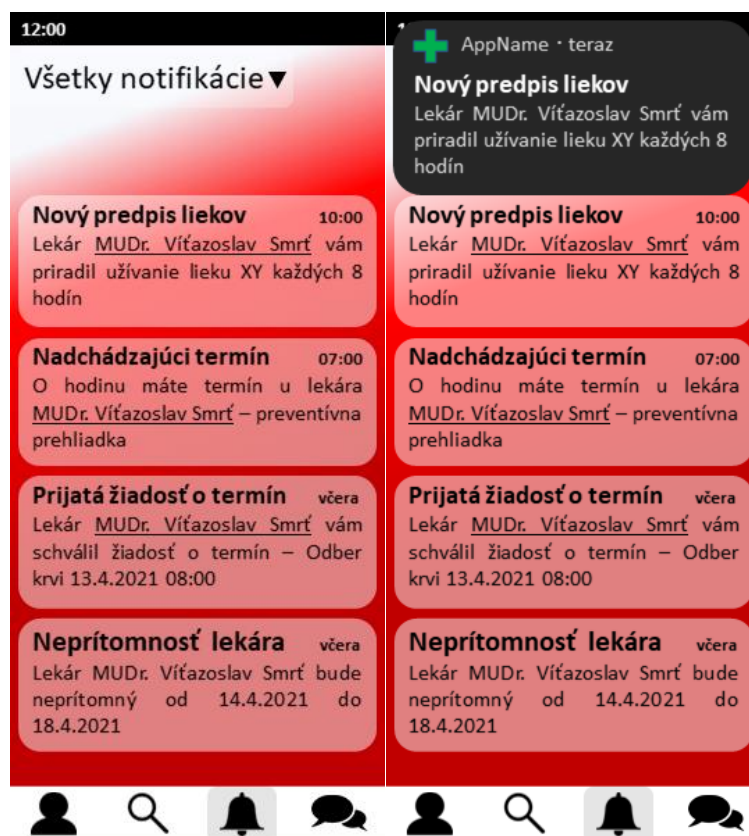 12:00
Všetky notifikácie▼
Nový predpis liekov 10:00
Lekár MUDr. Víťazoslav Smrť vám
priradil užívanie lieku XY každých 8
hodín
Nadchádzajúci termín 07:00
O hodinu máte termín u lekára
MUDr. Víťazoslav Smrť – preventívna
prehliadka
Prijatá žiadosť o termín včera
Lekár MUDr. Víťazoslav Smrť vám
schválil žiadosť o termín – Odber
krvi 13.4.2021 08:00
Neprítomnosť lekára včera
Lekár MUDr. Víťazoslav Smrť bude
neprítomný od 14.4.2021 do
18.4.2021
AppName · teraz
Nový predpis liekov
Lekár MUDr. Víťazoslav Smrť vám
priradil užívanie lieku XY každých 8
hodín
Nový predpis liekov 10:00
Lekár MUDr. Víťazoslav Smrť vám
priradil užívanie lieku XY každých 8
hodín
Nadchádzajúci termín 07:00
O hodinu máte termín u lekára
MUDr. Víťazoslav Smrť – preventívna
prehliadka
Prijatá žiadosť o termín včera
Lekár MUDr. Víťazoslav Smrť vám
schválil žiadosť o termín – Odber
krvi 13.4.2021 08:00
Neprítomnosť lekára včera
Lekár MUDr. Víťazoslav Smrť bude
neprítomný od 14.4.2021 do
18.4.2021